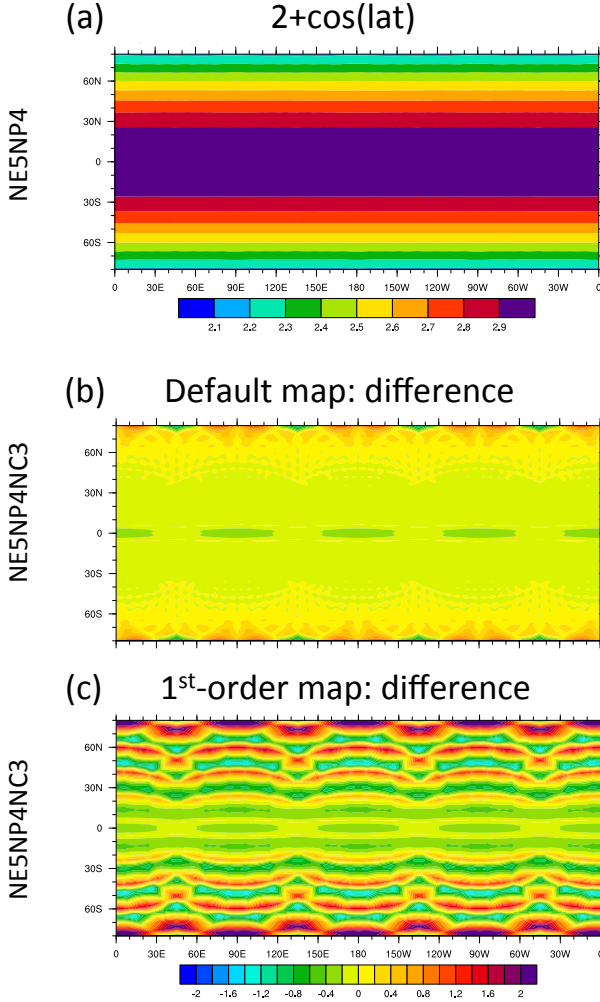 (a) 2+cos(lat)
NE5NP4
60N
30N
0
30S
60S
0 30E 60E 90E 120E 150E 180 150W 120W 90W 60W 30W 0
2.1 2.2 2.3 2.4 2.5 2.6 2.7 2.8 2.9
(b) Default map: difference
NE5NP4NC3
60N
30N
0
30S
60S
(c) 1st-order map: difference
NE5NP4NC3
60N
30N
0
30S
60S
0 30E 60E 90E 120E 150E 180 150W 120W 90W 60W 30W 0
-2 -1.6 -1.2 -0.8 -0.4 0 0.4 0.8 1.2 1.6 2